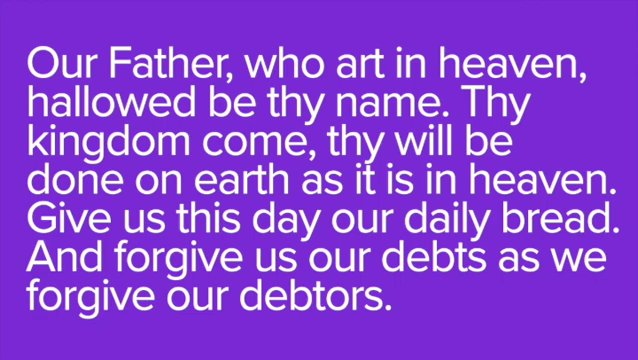 Our Father, who art in heaven,
hallowed be thy name. Thy
kingdom come, thy will be
done on earth as it is in heaven.
Give us this day our daily bread.
And forgive us our debts as we
forgive our debtors.